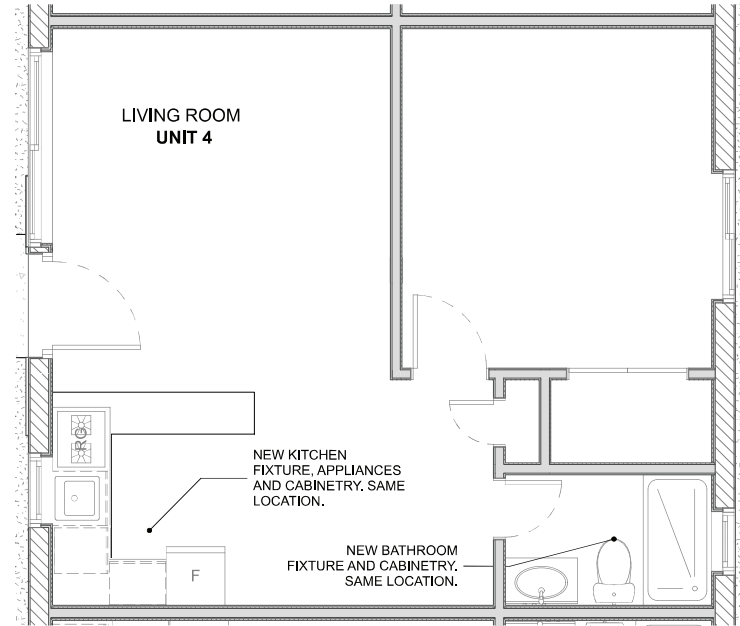 LIVING ROOM
UNIT 4
RG
NEW KITCHEN
FIXTURE, APPLIANCES
AND CABINETRY. SAME
LOCATION.
NEW BATHROOM
FIXTURE AND CABINETRY.
SAME LOCATION.
F